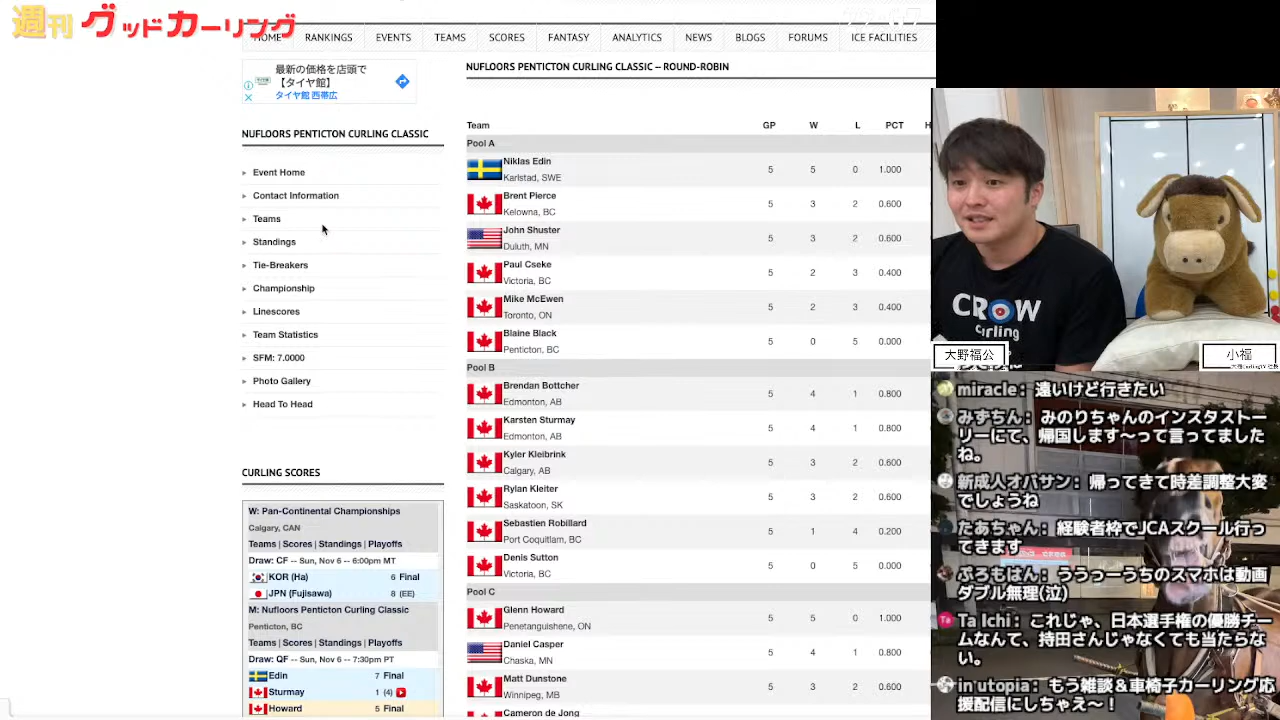 週刊グッドカーリング
HOME RANKINGS EVENTS TEAMS SCORES FANTASY ANALYTICS NEWS BLOGS FORUMS ICE FACILITIES
最新の価格を店頭で
【タイヤ館】
タイヤ館 西帯広
NUFLOORS PENTICTON CURLING CLASSIC
Event Home
Contact Information
Teams
Standings
Tie-Breakers
Championship
Linescores
Team Statistics
SFM: 7.0000
Photo Gallery
Head To Head
CURLING SCORES
W: Pan-Continental Championships
Calgary, CAN
Teams | Scores | Standings | Playoffs
Draw: CF -- Sun, Nov 6 -- 6:00pm MT
KOR (Ha) 6 Final
JPN (Fujisawa) 8 (EE)
M: Nufloors Penticton Curling Classic
Penticton, BC
Teams | Scores | Standings | Playoffs
Draw: QF -- Sun, Nov 6 -- 7:30pm PT
Edin 7 Final
Sturmay 1 (4)
Howard 5 Final
NUFLOORS PENTICTON CURLING CLASSIC -- ROUND-ROBIN
Team GP W L PCT H
Pool A
Niklas Edin
Karlstad, SWE 5 5 0 1.000
Brent Pierce
Kelowna, BC 5 3 2 0.600
John Shuster
Duluth, MN 5 3 2 0.600
Paul Cseke
Victoria, BC 5 2 3 0.400
Mike McEwen
Toronto, ON 5 2 3 0.400
Blaine Black
Penticton, BC 5 0 5 0.000
Pool B
Brendan Bottcher
Edmonton, AB 5 4 1 0.800
Karsten Sturmay
Edmonton, AB 5 4 1 0.800
Kyler Kleibrink
Calgary, AB 5 3 2 0.600
Rylan Kleiter
Saskatoon, SK 5 3 2 0.600
Sebastien Robillard
Port Coquitlam, BC 5 1 4 0.200
Denis Sutton
Victoria, BC 5 0 5 0.000
Pool C
Glenn Howard
Penetanguishene, ON 5 5 0 1.000
Daniel Casper
Chaska, MN 5 4 1 0.800
Matt Dunstone
Winnipeg, MB 5 3 2 0.600
Cameron de Jong
CROW
Curling
大野福公
小福
miracle：遠いけど行きたい
みずちん：みのりちゃんのインスタストー
リーにて、帰国します〜って言ってました
ね。
新成人オバサン：帰ってきて時差調整大変
でしょうね
たあちゃん：経験者枠でJCAスクール行っ
てきます
ぷろもはん：ううっーうちのスマホは動画
ダブル無理(泣)
Ta Ichi：これじゃ、日本選手権の優勝チー
ムなんて、持田さんじゃなくても当たらな
い。
in utopia：もう雑談＆車椅子カーリング応
援配信にしちゃえ〜！